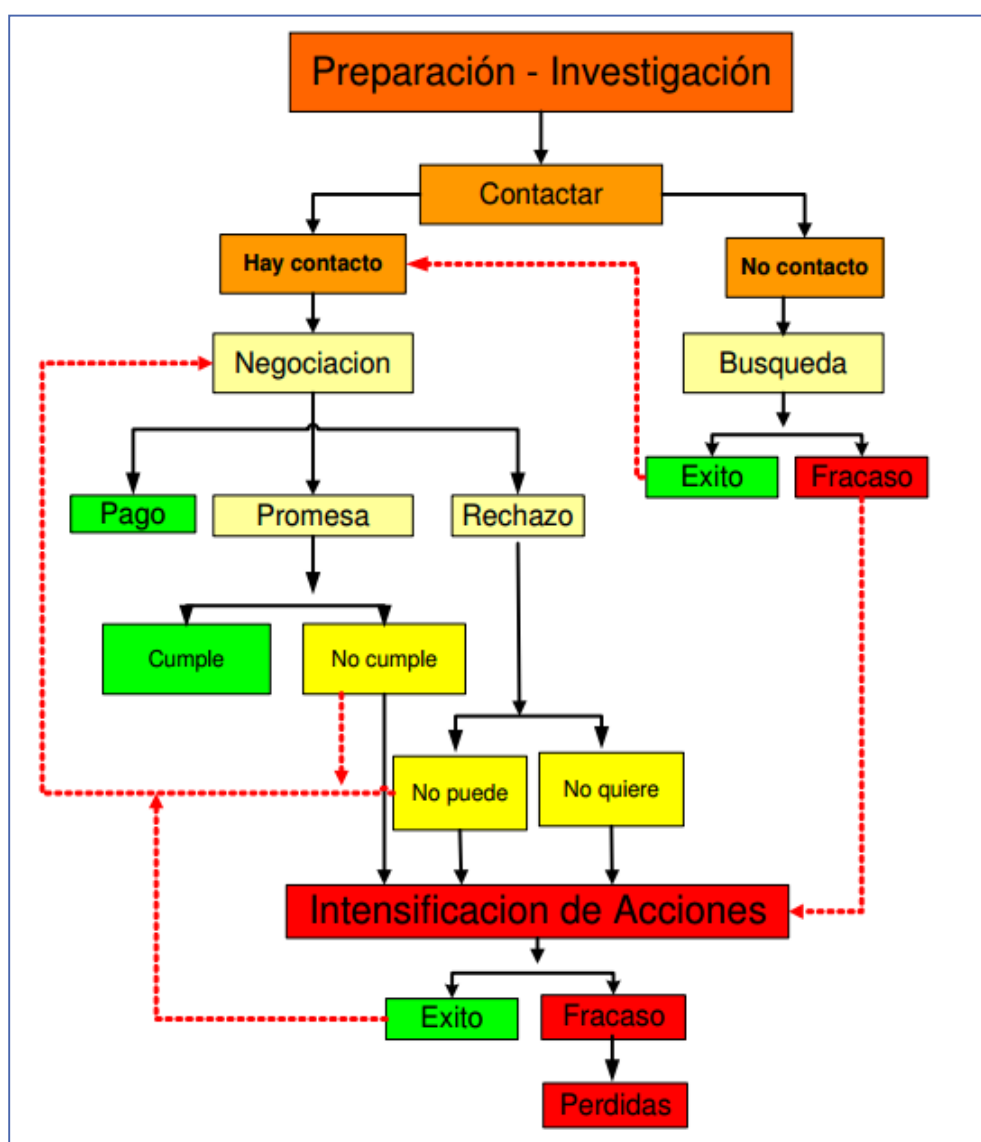 Preparación - Investigación
Contactar
Hay contacto
No contacto
Negociacion
Busqueda
Exito
Fracaso
Pago
Promesa
Rechazo
Cumple
No cumple
No puede
No quiere
Intensificacion de Acciones
Exito
Fracaso
Perdidas